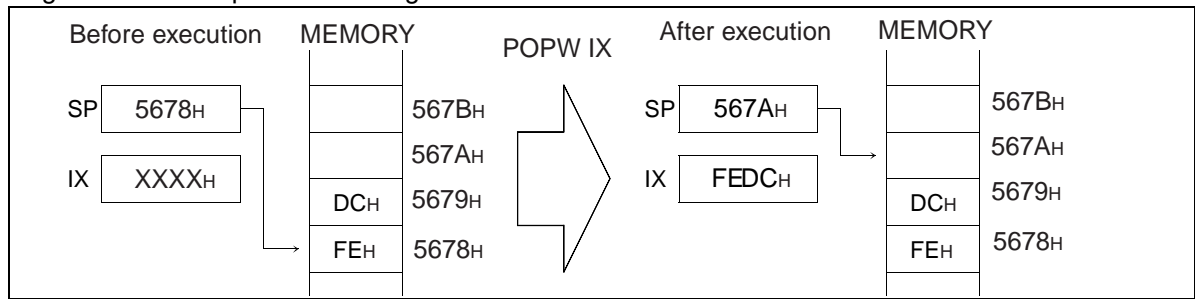 Before execution MEMORY POPW IX After execution MEMORY
SP 5678H 567BH SP 567AH 567BH
567AH 567AH
IX XXXXH IX FEDCH
DCH 5679H DCH 5679H
FEH 5678H FEH 5678H